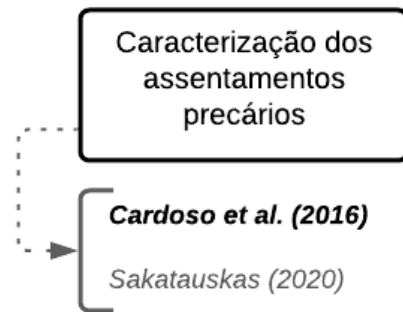 Caracterização dos
assentamentos
precários
Cardoso et al. (2016)
Sakatauskas (2020)